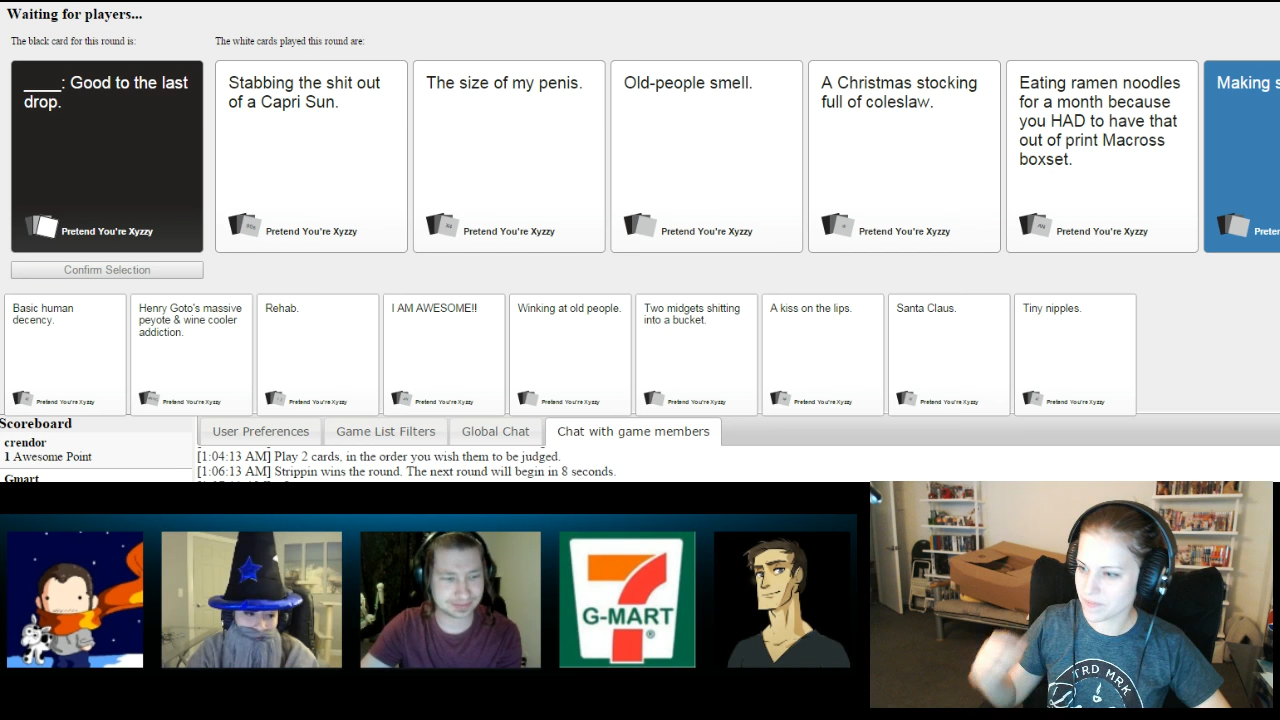 Waiting for players...
The black card for this round is:
The white cards played this round are:
____: Good to the last
drop.
Pretend You're Xyzzy
Stabbing the shit out
of a Capri Sun.
Pretend You're Xyzzy
The size of my penis.
Pretend You're Xyzzy
Old-people smell.
Pretend You're Xyzzy
A Christmas stocking
full of coleslaw.
Pretend You're Xyzzy
Eating ramen noodles
for a month because
you HAD to have that
out of print Macross
boxset.
Pretend You're Xyzzy
Making s
Preten
Confirm Selection
Basic human
decency.
Pretend You're Xyzzy
Henry Goto's massive
peyote & wine cooler
addiction.
Pretend You're Xyzzy
Rehab.
Pretend You're Xyzzy
I AM AWESOME!!
Pretend You're Xyzzy
Winking at old people.
Pretend You're Xyzzy
Two midgets shitting
into a bucket.
Pretend You're Xyzzy
A kiss on the lips.
Pretend You're Xyzzy
Santa Claus.
Pretend You're Xyzzy
Tiny nipples.
Pretend You're Xyzzy
Scoreboard
crendor
1 Awesome Point
Gmart
User Preferences
Game List Filters
Global Chat
Chat with game members
[1:04:13 AM] Play 2 cards, in the order you wish them to be judged.
[1:06:13 AM] Strippin wins the round. The next round will begin in 8 seconds.
7
G-MART
®
TRD MRK